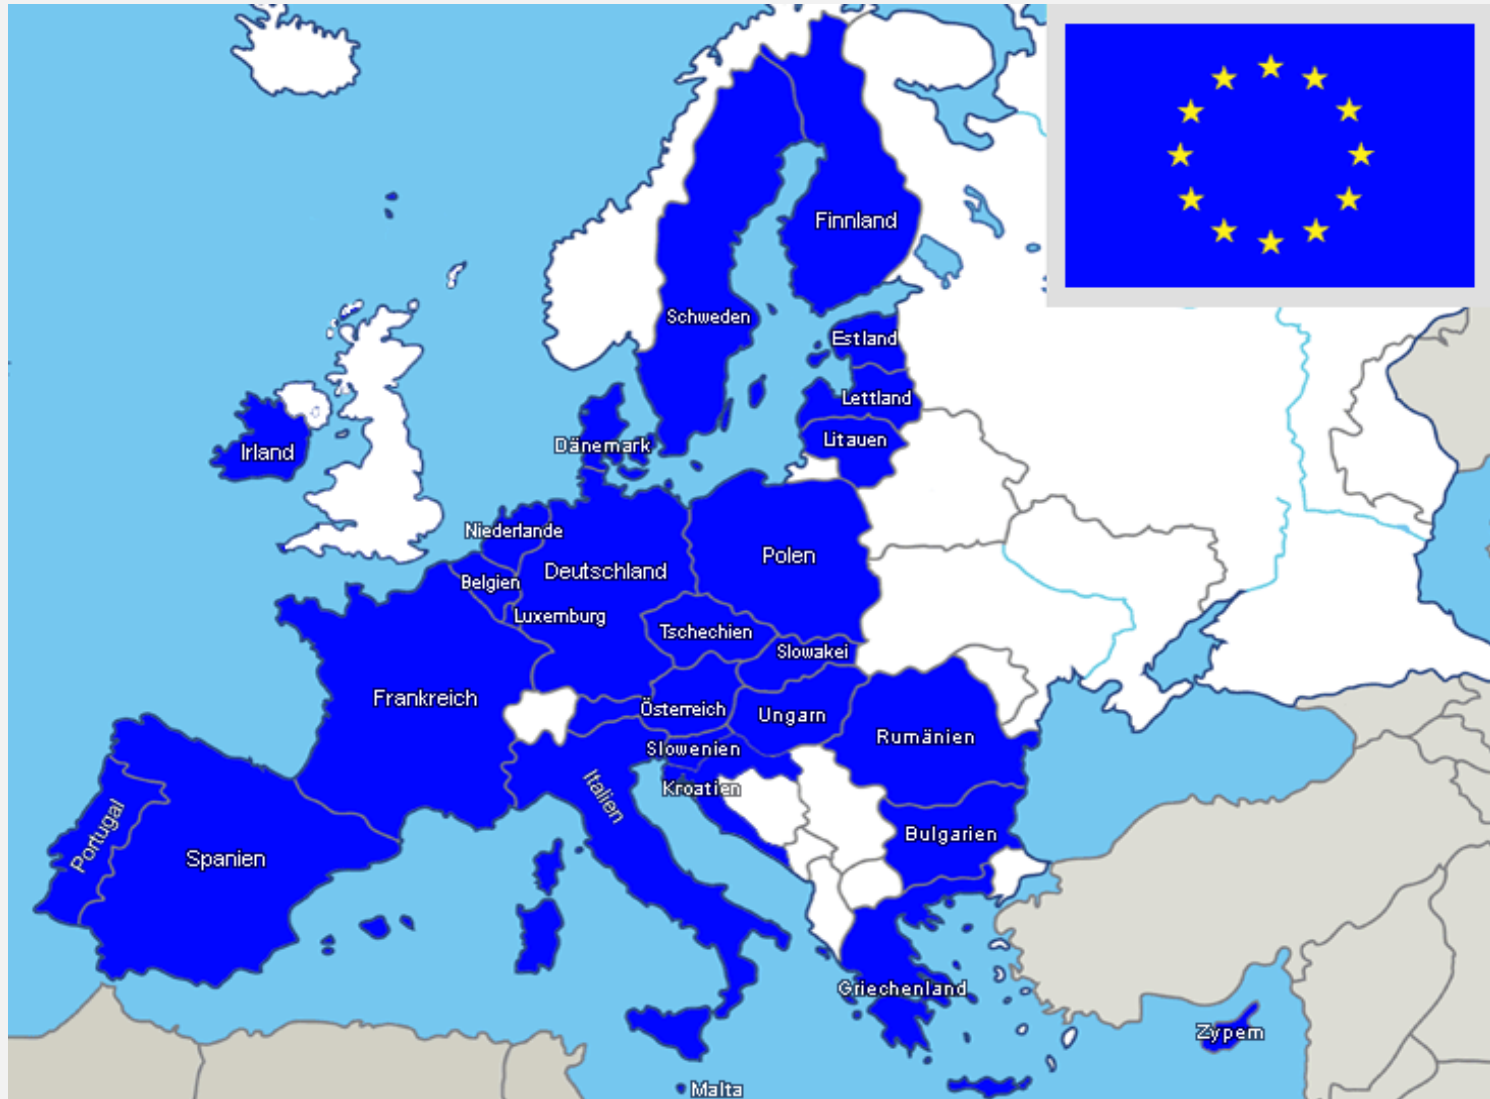 Finnland
Schweden
Estland
Lettland
Litauen
Dänemark
Irland
Niederlande
Polen
Deutschland
Belgien
Luxemburg
Tschechien
Slowakei
Frankreich
Österreich
Ungarn
Rumänien
Slowenien
Kroatien
Italien
Portugal
Spanien
Bulgarien
Griechenland
Zypern
Malta